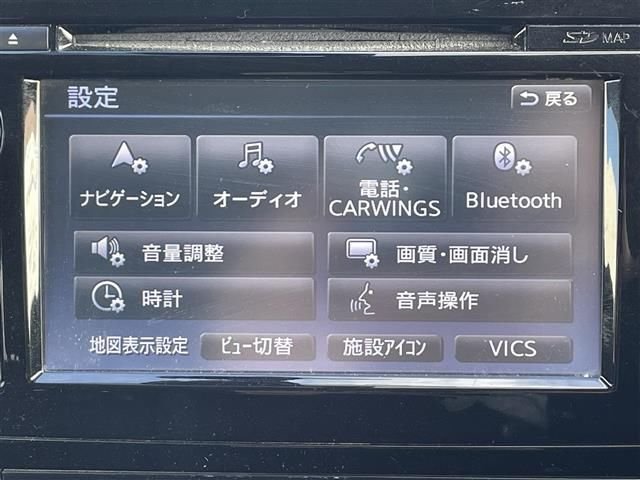 SD MAP
設定
戻る
ナビゲーション
オーディオ
電話・
CARWINGS
Bluetooth
音量調整
画質・画面消し
時計
音声操作
地図表示設定
ビュー切替
施設アイコン
VICS